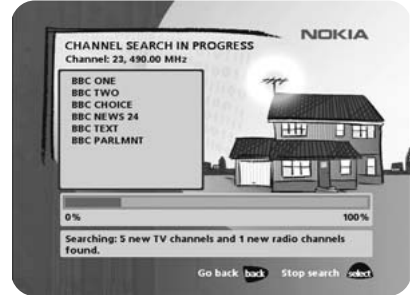 NOKIA
CHANNEL SEARCH IN PROGRESS
Channel: 23, 490.00 MHz
BBC ONE
BBC TWO
BBC CHOICE
BBC NEWS 24
BBC TEXT
BBC PARLMNT
0% 100%
Searching: 5 new TV channels and 1 new radio channels
found.
Go back back Stop search select